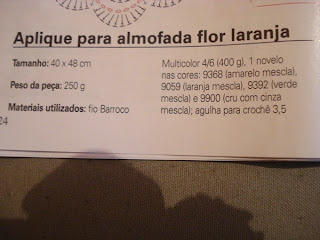 Aplique para almofada flor laranja
Tamanho: 40 x 48 cm
Peso da peça: 250 g
Materiais utilizados: fio Barroco
Multicolor 4/6 (400 g), 1 novelo
nas cores: 9368 (amarelo mescla),
9059 (laranja mescla), 9392 (verde
mescla) e 9900 (cru com cinza
mescla); agulha para crochê 3,5
24